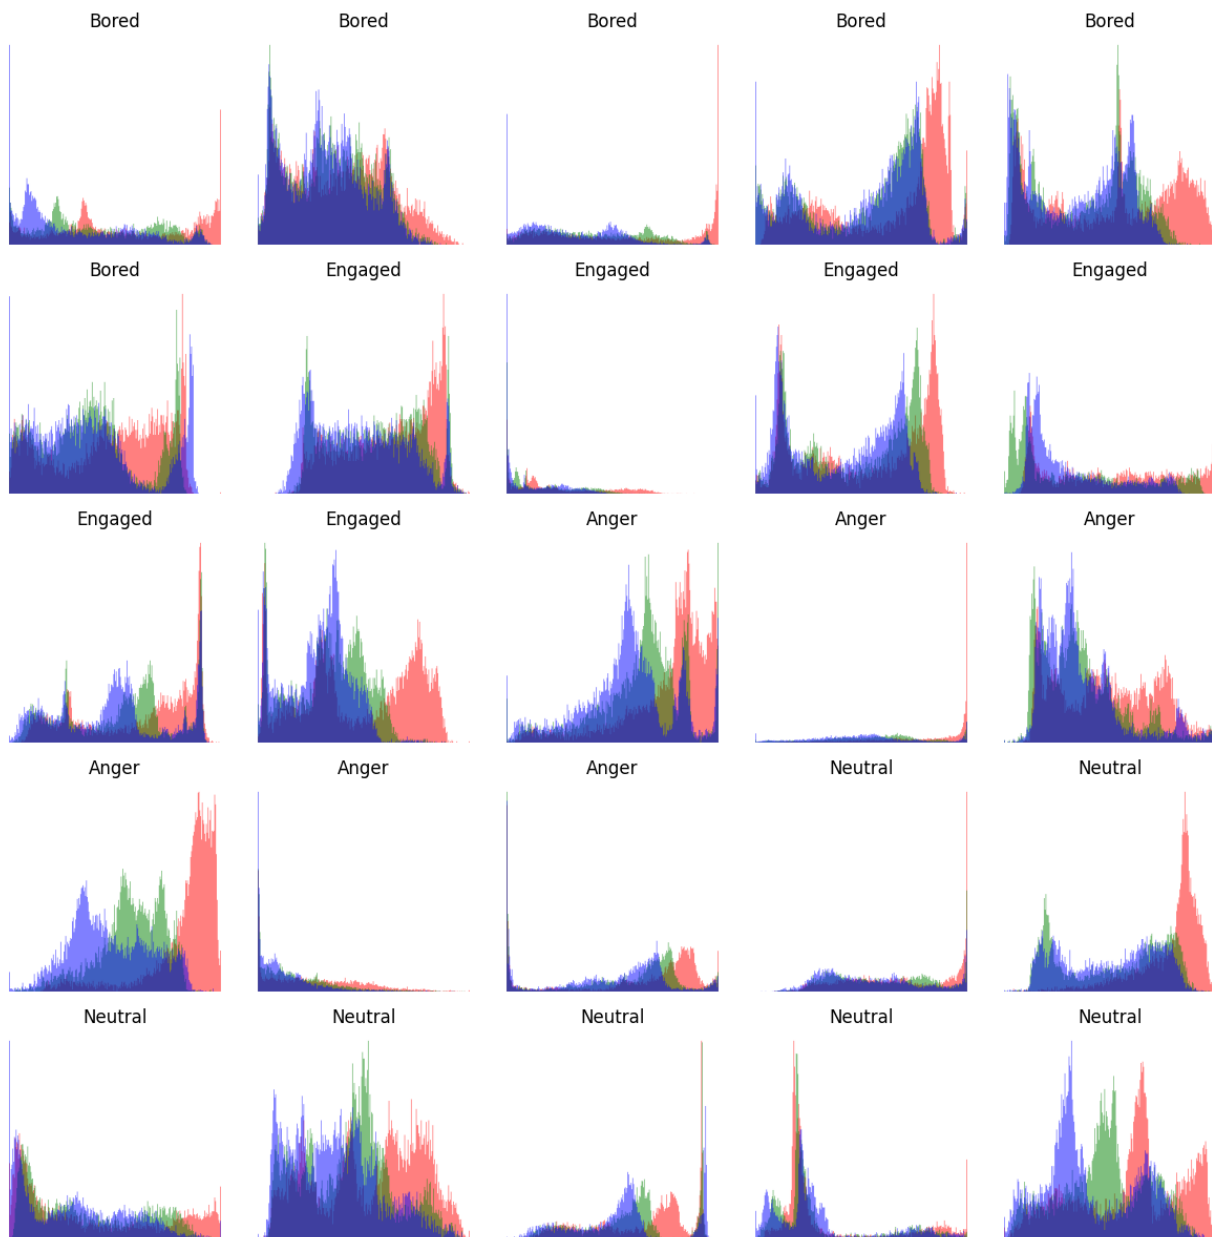 Bored Bored Bored Bored Bored
Bored Engaged Engaged Engaged Engaged
Engaged Engaged Anger Anger Anger
Anger Anger Anger Neutral Neutral
Neutral Neutral Neutral Neutral Neutral